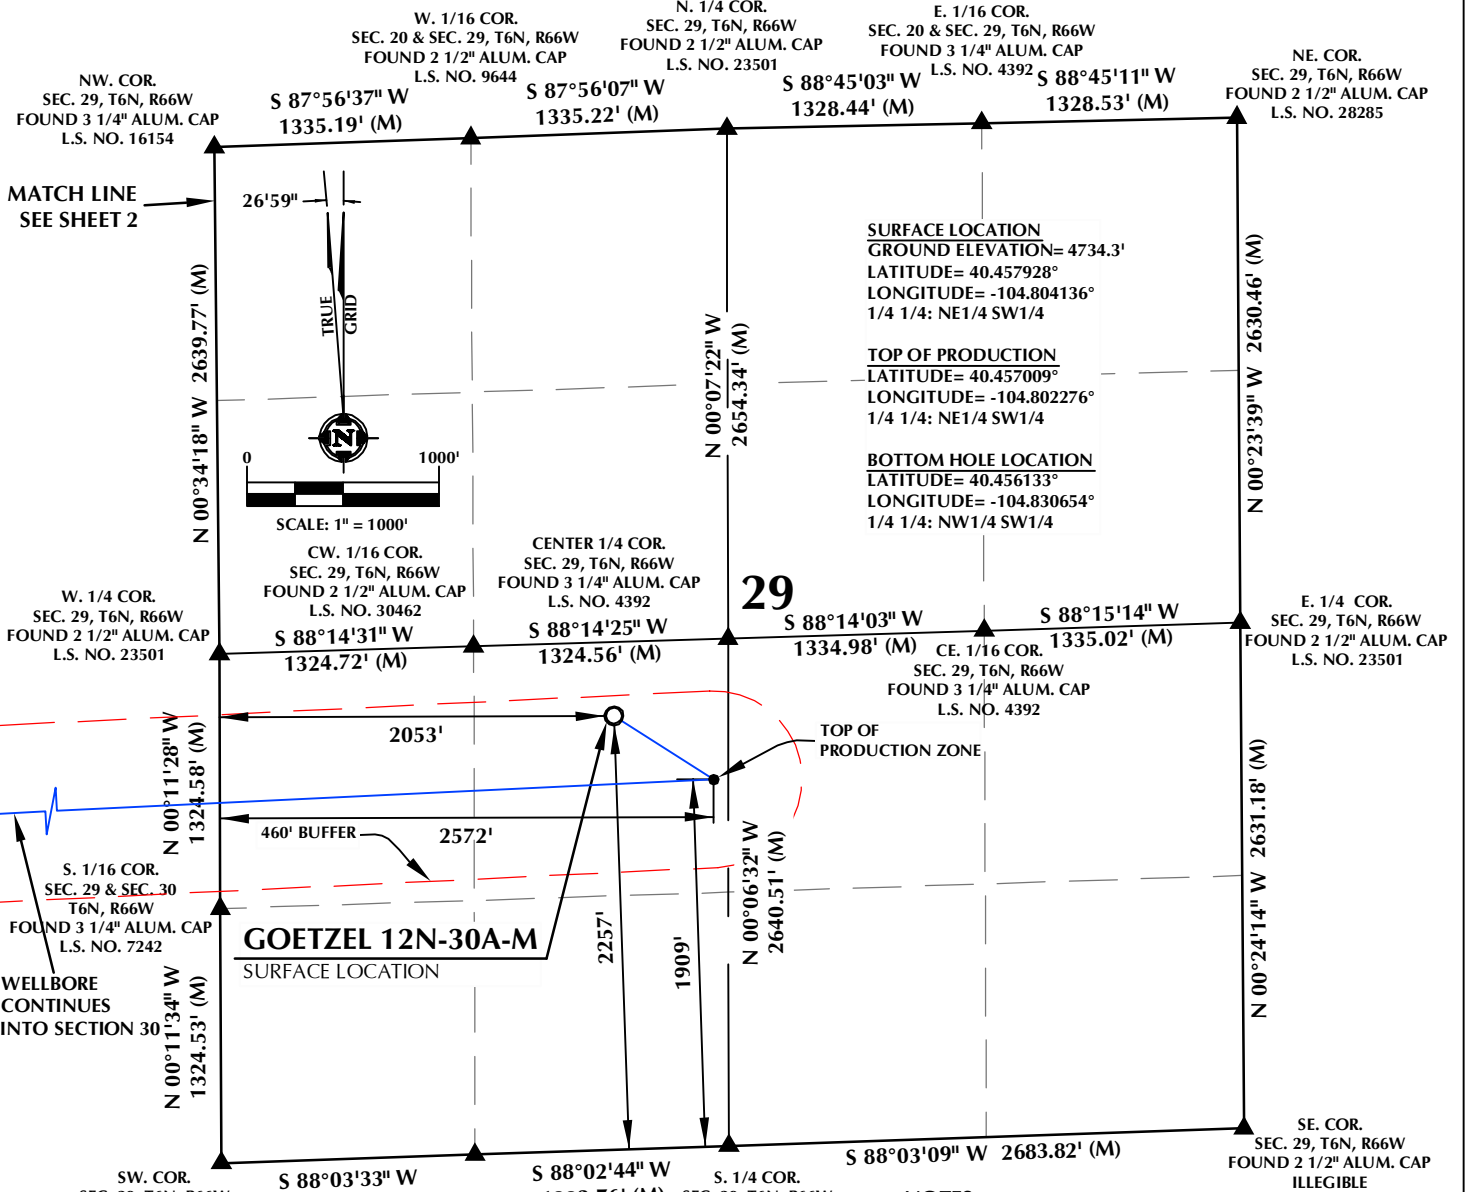 W. 1/16 COR.
SEC. 20 & SEC. 29, T6N, R66W
FOUND 2 1/2" ALUM. CAP
L.S. NO. 9644
N. 1/4 COR.
SEC. 29, T6N, R66W
FOUND 2 1/2" ALUM. CAP
L.S. NO. 23501
E. 1/16 COR.
SEC. 20 & SEC. 29, T6N, R66W
FOUND 3 1/4" ALUM. CAP
L.S. NO. 4392
NE. COR.
SEC. 29, T6N, R66W
FOUND 2 1/2" ALUM. CAP
L.S. NO. 28285
NW. COR.
SEC. 29, T6N, R66W
FOUND 3 1/4" ALUM. CAP
L.S. NO. 16154
S 87°56'37" W
1335.19' (M)
S 87°56'07" W
1335.22' (M)
S 88°45'03" W
1328.44' (M)
S 88°45'11" W
1328.53' (M)
MATCH LINE
SEE SHEET 2
26'59"
TRUE
GRID
N
0 1000'
SCALE: 1" = 1000'
N 00°34'18" W 2639.77' (M)
N 00°07'22" W
2654.34' (M)
SURFACE LOCATION
GROUND ELEVATION= 4734.3'
LATITUDE= 40.457928°
LONGITUDE= -104.804136°
1/4 1/4: NE1/4 SW1/4
TOP OF PRODUCTION
LATITUDE= 40.457009°
LONGITUDE= -104.802276°
1/4 1/4: NE1/4 SW1/4
BOTTOM HOLE LOCATION
LATITUDE= 40.456133°
LONGITUDE= -104.830654°
1/4 1/4: NW1/4 SW1/4
N 00°23'39" W 2630.46' (M)
W. 1/4 COR.
SEC. 29, T6N, R66W
FOUND 2 1/2" ALUM. CAP
L.S. NO. 23501
CW. 1/16 COR.
SEC. 29, T6N, R66W
FOUND 2 1/2" ALUM. CAP
L.S. NO. 30462
CENTER 1/4 COR.
SEC. 29, T6N, R66W
FOUND 3 1/4" ALUM. CAP
L.S. NO. 4392
29
E. 1/4 COR.
SEC. 29, T6N, R66W
FOUND 2 1/2" ALUM. CAP
L.S. NO. 23501
S 88°14'31" W
1324.72' (M)
S 88°14'25" W
1324.56' (M)
S 88°14'03" W
1334.98' (M)
S 88°15'14" W
1335.02' (M)
CE. 1/16 COR.
SEC. 29, T6N, R66W
FOUND 3 1/4" ALUM. CAP
L.S. NO. 4392
2053'
TOP OF
PRODUCTION ZONE
N 00°11'28" W
1324.58' (M)
2572'
460' BUFFER
S. 1/16 COR.
SEC. 29 & SEC. 30
T6N, R66W
FOUND 3 1/4" ALUM. CAP
L.S. NO. 7242
GOETZEL 12N-30A-M
SURFACE LOCATION
2257'
1909'
N 00°06'32" W
2640.51' (M)
N 00°24'14" W 2631.18' (M)
WELLBORE
CONTINUES
INTO SECTION 30
N 00°11'34" W
1324.53' (M)
SW. COR.
S 88°03'33" W
S 88°02'44" W
S. 1/4 COR.
S 88°03'09" W 2683.82' (M)
SE. COR.
SEC. 29, T6N, R66W
FOUND 2 1/2" ALUM. CAP
ILLEGIBLE